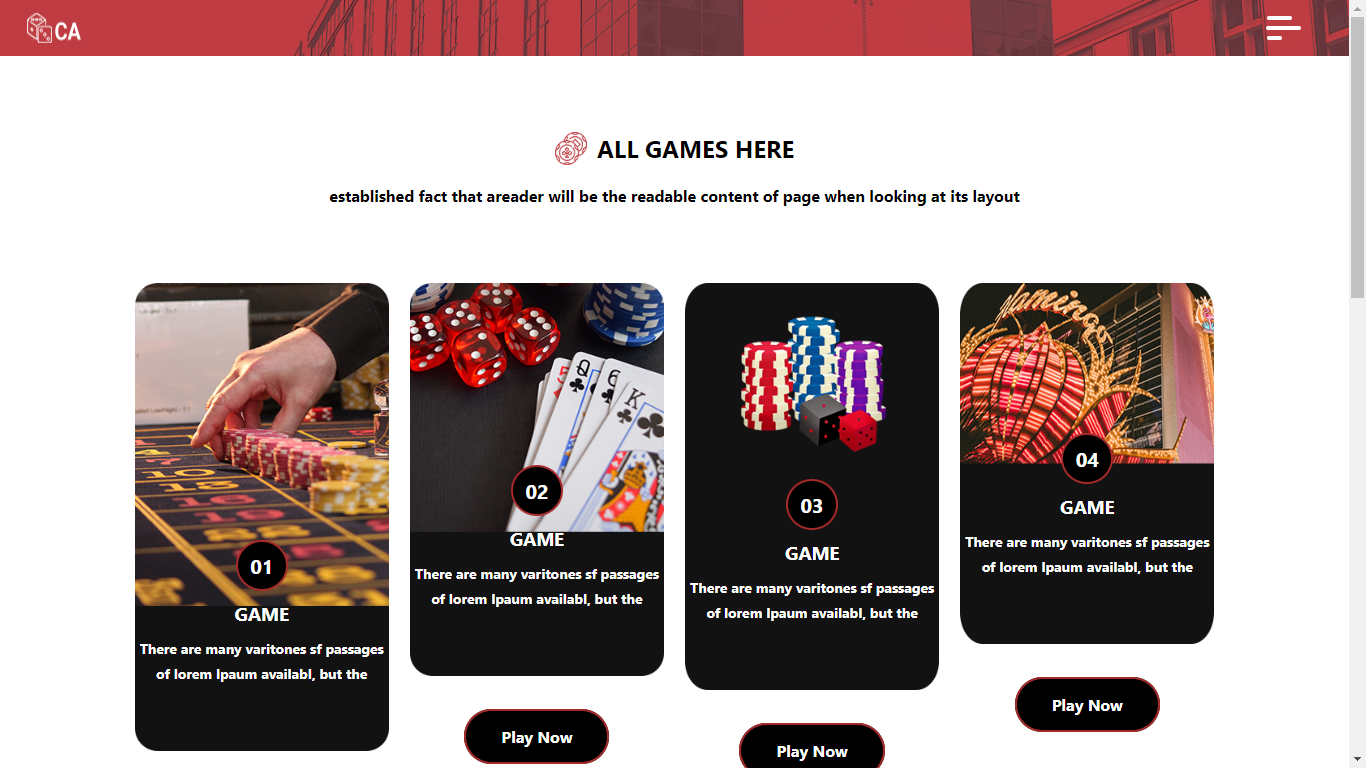 CA
ALL GAMES HERE
established fact that areader will be the readable content of page when looking at its layout
01
GAME
There are many varitones sf passages
of lorem Ipaum availabl, but the
Q
6
K
02
GAME
There are many varitones sf passages
of lorem Ipaum availabl, but the
Play Now
03
GAME
There are many varitones sf passages
of lorem Ipaum availabl, but the
Play Now
flamingo
04
GAME
There are many varitones sf passages
of lorem Ipaum availabl, but the
Play Now